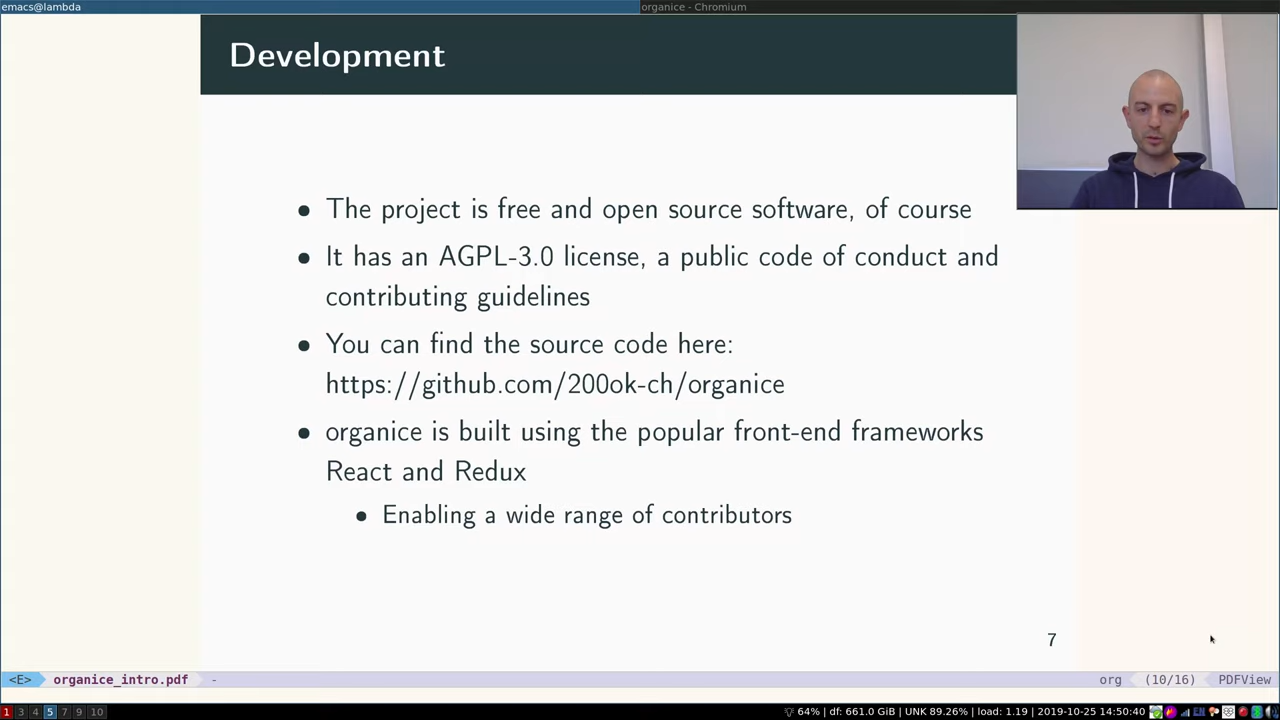 emacs@lambda
organice - Chromium
Development
• The project is free and open source software, of course
• It has an AGPL-3.0 license, a public code of conduct and
contributing guidelines
• You can find the source code here:
https://github.com/200ok-ch/organice
• organice is built using the popular front-end frameworks
React and Redux
• Enabling a wide range of contributors
7
<E> organice_intro.pdf - org (10/16) PDFView
1 3 4 5 7 9 10 64% | df: 661.0 GiB | UNK 89.26% | load: 1.19 | 2019-10-25 14:50:40 EN